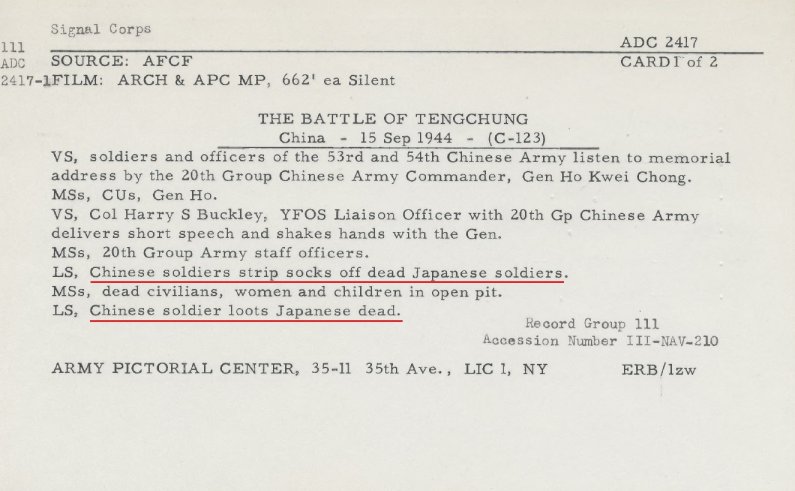 Signal Corps
ADC 2417
111
ADC SOURCE: AFCF CARD 1 of 2
2417-1 FILM: ARCH & APC MP, 662' ea Silent
THE BATTLE OF TENGCHUNG
China - 15 Sep 1944 - (C-123)
VS, soldiers and officers of the 53rd and 54th Chinese Army listen to memorial
address by the 20th Group Chinese Army Commander, Gen Ho Kwei Chong.
MSs, CUs, Gen Ho.
VS, Col Harry S Buckley, YFOS Liaison Officer with 20th Gp Chinese Army
delivers short speech and shakes hands with the Gen.
MSs, 20th Group Army staff officers.
LS, Chinese soldiers strip socks off dead Japanese soldiers.
MSs, dead civilians, women and children in open pit.
LS, Chinese soldier loots Japanese dead.
Record Group 111
Accession Number III-NAV-210
ARMY PICTORIAL CENTER, 35-11 35th Ave., LIC 1, NY ERB/lzw